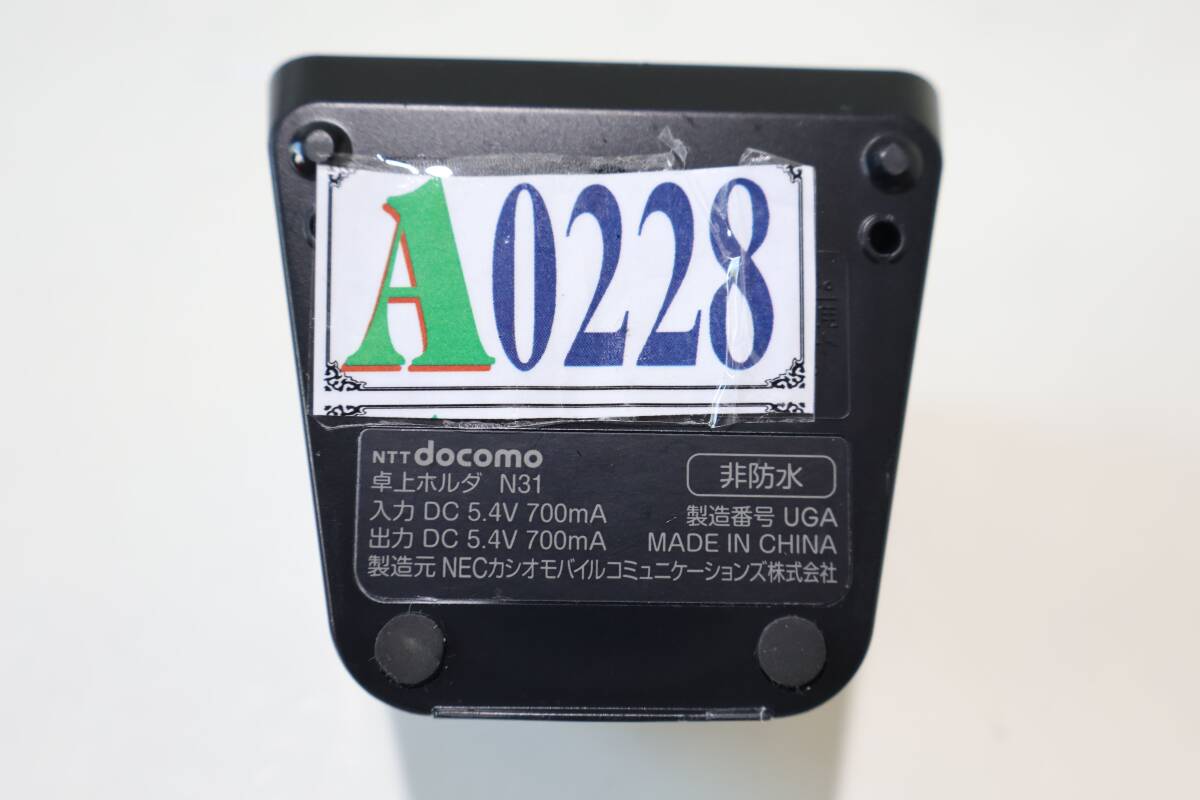 A0228
NTT docomo
卓上ホルダ N31
非防水
入力 DC 5.4V 700mA
製造番号 UGA
出力 DC 5.4V 700mA
MADE IN CHINA
製造元 NECカシオモバイルコミュニケーションズ株式会社